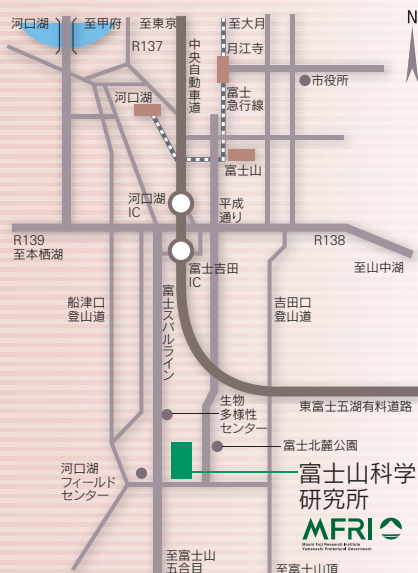 河口湖
至甲府
至東京
至大月
N
R137
中央自動車道
月江寺
富士
急行線
市役所
河口湖
富士山
河口湖
IC
平成
通り
R139
至本栖湖
R138
至山中湖
富士吉田
IC
船津口
登山道
富士スバルライン
吉田口
登山道
東富士五湖有料道路
生物
多様性
センター
富士北麓公園
河口湖
フィールド
センター
富士山科学
研究所
MFRI
Mount Fuji Research Institute
Yamanashi Prefectural Government
至富士山
五合目
至富士山頂